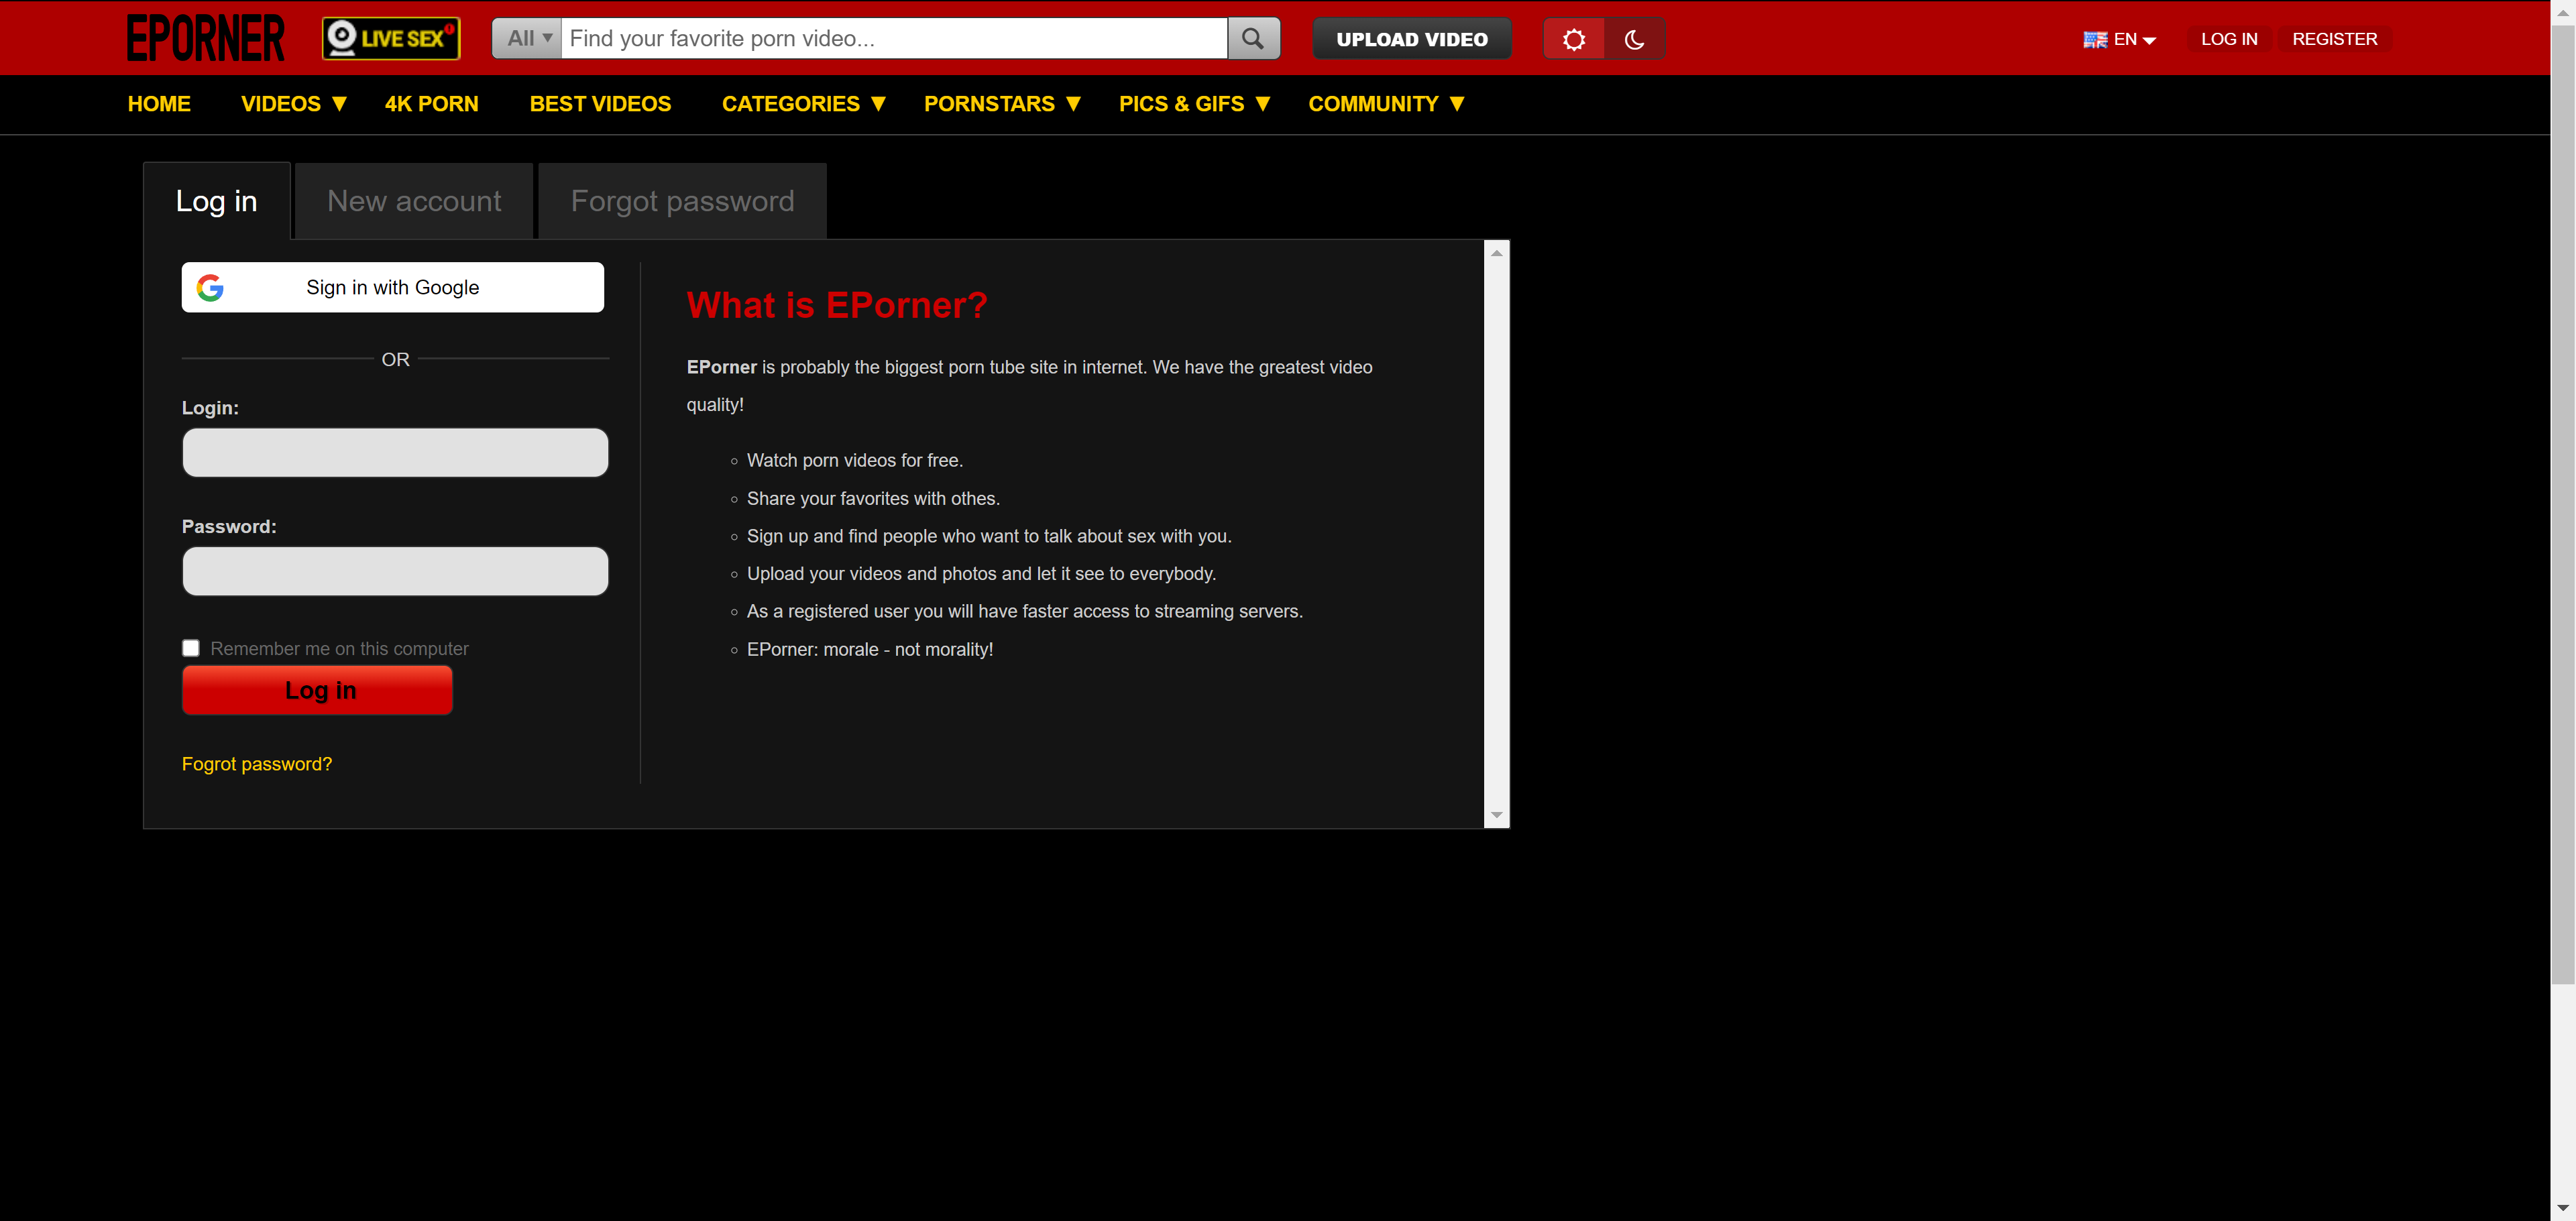 EPORNER
LIVE SEX
All ▼
Find your favorite porn video...
UPLOAD VIDEO
EN
LOG IN
REGISTER
HOME
VIDEOS ▼
4K PORN
BEST VIDEOS
CATEGORIES ▼
PORNSTARS ▼
PICS & GIFS ▼
COMMUNITY ▼
Log in
New account
Forgot password
Sign in with Google
OR
Login:
Password:
Remember me on this computer
Log in
Fogrot password?
What is EPorner?
EPorner is probably the biggest porn tube site in internet. We have the greatest video
quality!
Watch porn videos for free.
Share your favorites with othes.
Sign up and find people who want to talk about sex with you.
Upload your videos and photos and let it see to everybody.
As a registered user you will have faster access to streaming servers.
EPorner: morale - not morality!